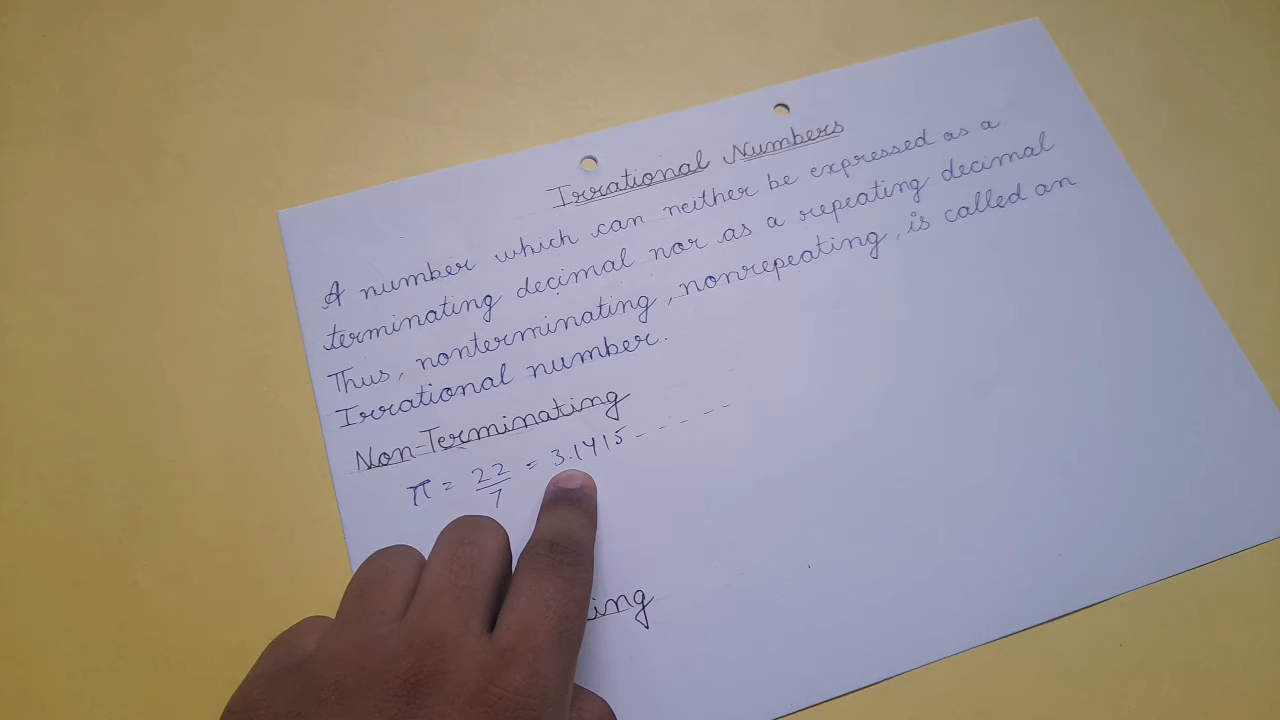 Irrational Numbers
A number which can neither be expressed as a
terminating decimal nor as a repeating decimal
Thus, nonterminating, nonrepeating, is called an
Irrational number.
Non-Terminating
π = 22/7 = 3.1415------